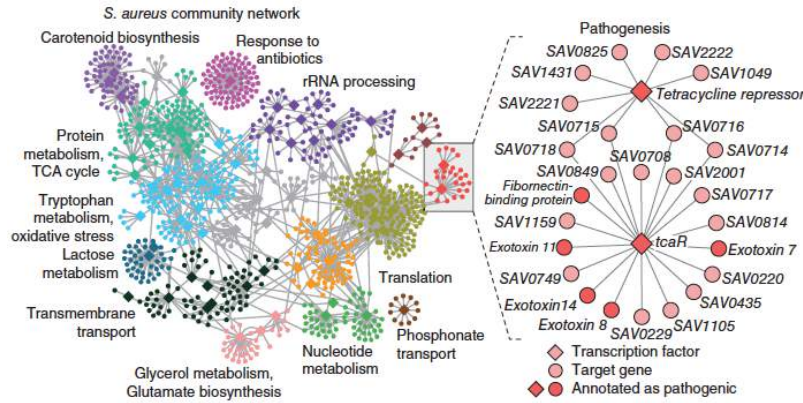 S. aureus community network
Carotenoid biosynthesis
Response to
antibiotics
rRNA processing
Protein
metabolism,
TCA cycle
Tryptophan
metabolism,
oxidative stress
Lactose
metabolism
Transmembrane
transport
Glycerol metabolism,
Glutamate biosynthesis
Nucleotide
metabolism
Translation
Phosphonate
transport
Pathogenesis
SAV0825
SAV2222
SAV1431
SAV1049
Tetracycline repressor
SAV2221
SAV0715
SAV0716
SAV0718
SAV0708
SAV0714
SAV0849
SAV2001
Fibornectin-
binding protein
SAV0717
SAV1159
SAV0814
Exotoxin 11
tcaR
Exotoxin 7
SAV0749
SAV0220
Exotoxin14
SAV0435
Exotoxin 8
SAV0229
SAV1105
Transcription factor
Target gene
Annotated as pathogenic